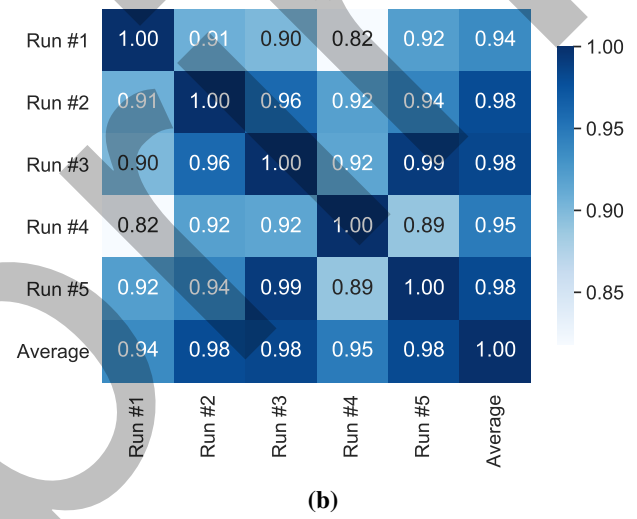 Run #1 1.00 0.91 0.90 0.82 0.92 0.94
Run #2 0.91 1.00 0.96 0.92 0.94 0.98
Run #3 0.90 0.96 1.00 0.92 0.99 0.98
Run #4 0.82 0.92 0.92 1.00 0.89 0.95
Run #5 0.92 0.94 0.99 0.89 1.00 0.98
Average 0.94 0.98 0.98 0.95 0.98 1.00
Run #1 Run #2 Run #3 Run #4 Run #5 Average
1.00
0.95
0.90
0.85
(b)